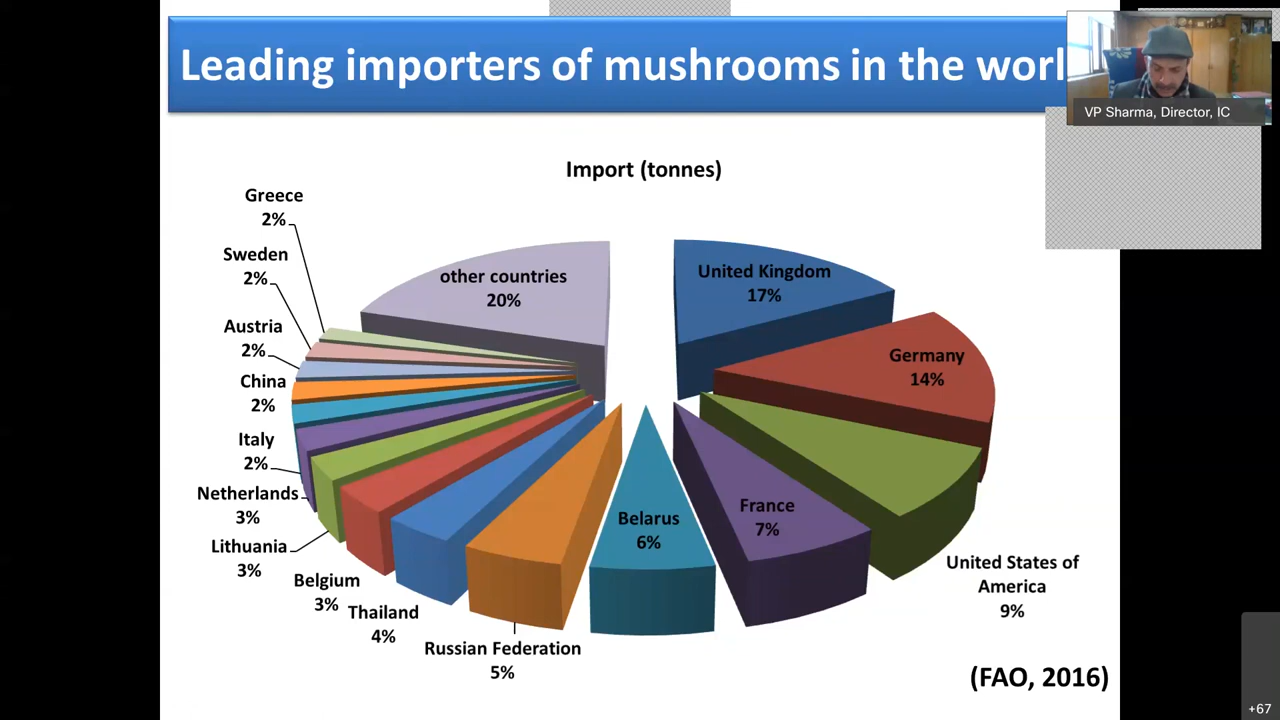 Leading importers of mushrooms in the worl
VP Sharma, Director, IC
Import (tonnes)
Greece
2%
Sweden
2%
Austria
2%
China
2%
Italy
2%
Netherlands
3%
Lithuania
3%
Belgium
3%
Thailand
4%
Russian Federation
5%
Belarus
6%
France
7%
United States of
America
9%
Germany
14%
United Kingdom
17%
other countries
20%
(FAO, 2016)
+67